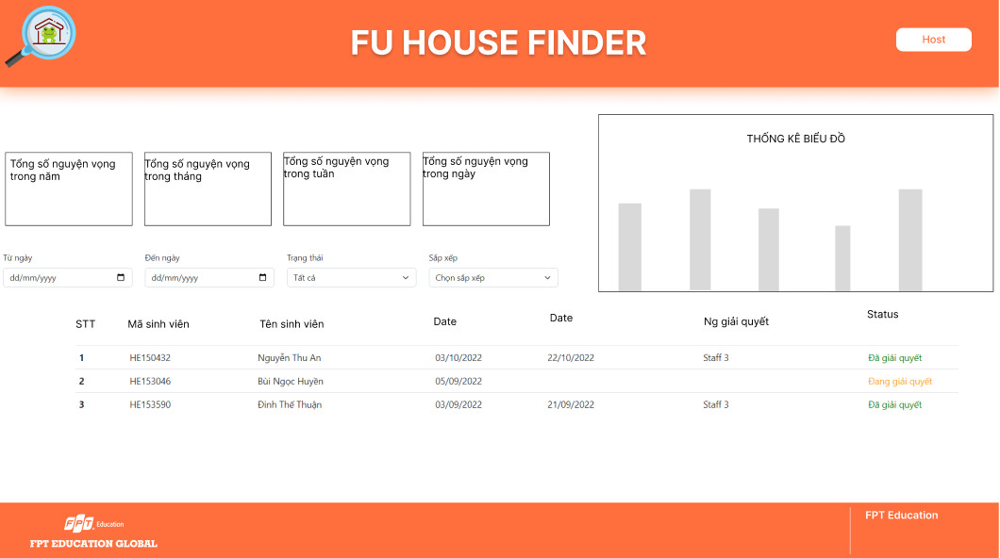 FU HOUSE FINDER
Host
THỐNG KÊ BIỂU ĐỒ
Tổng số nguyện vọng
trong năm
Tổng số nguyện vọng
trong tháng
Tổng số nguyện vọng
trong tuần
Tổng số nguyện vọng
trong ngày
Từ ngày
dd/mm/yyyy
Đến ngày
dd/mm/yyyy
Trạng thái
Tất cả
Sắp xếp
Chọn sắp xếp
STT Mã sinh viên Tên sinh viên Date Date Ng giải quyết Status
1 HE150432 Nguyễn Thu An 03/10/2022 22/10/2022 Staff 3 Đã giải quyết
2 HE153046 Bùi Ngọc Huyền 05/09/2022 Đang giải quyết
3 HE153590 Đinh Thế Thuận 03/09/2022 21/09/2022 Staff 3 Đã giải quyết
FPT Education
FPT EDUCATION GLOBAL
FPT Education